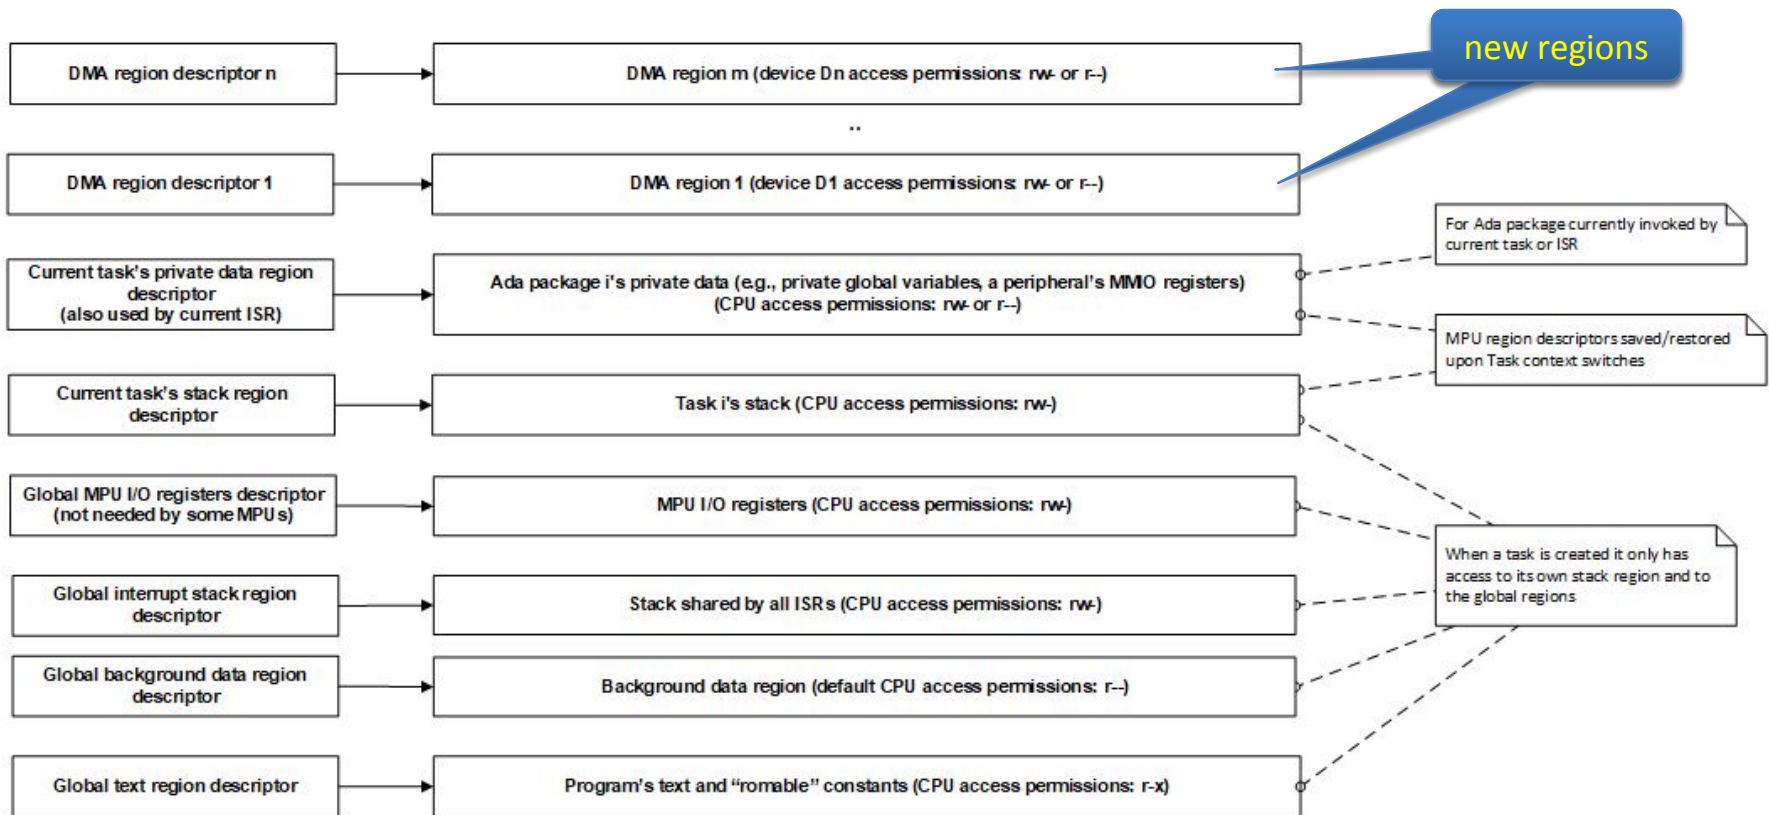 new regions
DMA region descriptor n
DMA region m (device Dn access permissions: rw- or r--)
..
DMA region descriptor 1
DMA region 1 (device D1 access permissions: rw- or r--)
For Ada package currently invoked by
current task or ISR
Current task's private data region
descriptor
(also used by current ISR)
Ada package i's private data (e.g., private global variables, a peripheral's MMIO registers)
(CPU access permissions: rw- or r--)
MPU region descriptors saved/restored
upon Task context switches
Current task's stack region
descriptor
Task i's stack (CPU access permissions: rw-)
Global MPU I/O registers descriptor
(not needed by some MPUs)
MPU I/O registers (CPU access permissions: rw-)
When a task is created it only has
access to its own stack region and to
the global regions
Global interrupt stack region
descriptor
Stack shared by all ISRs (CPU access permissions: rw-)
Global background data region
descriptor
Background data region (default CPU access permissions: r--)
Global text region descriptor
Program's text and “romable” constants (CPU access permissions: r-x)